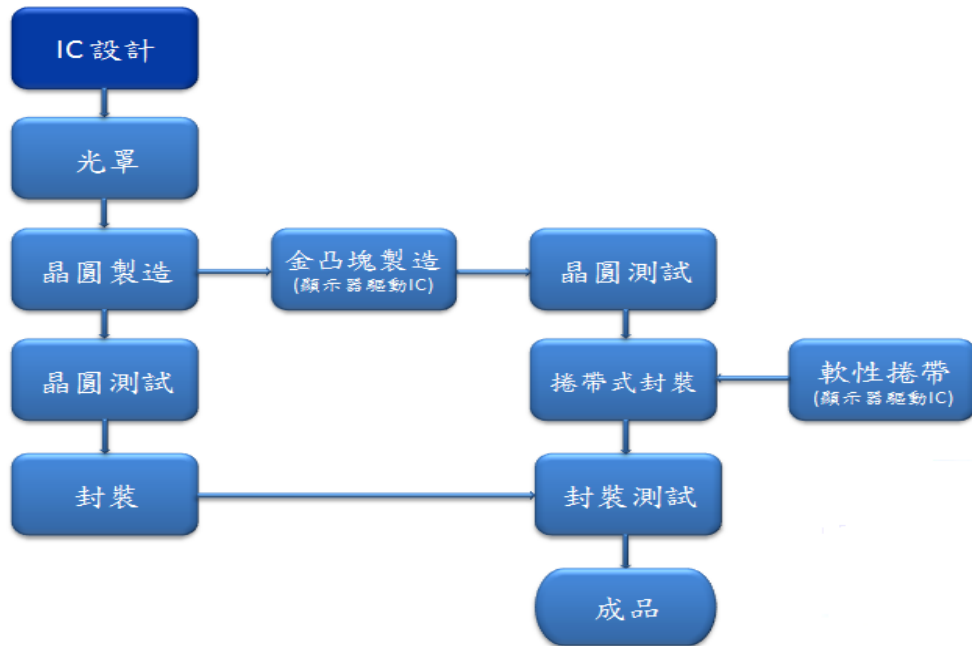 IC 設計
光罩
晶圓製造
金凸塊製造
(顯示器驅動IC)
晶圓測試
晶圓測試
捲帶式封裝
軟性捲帶
(顯示器驅動IC)
封裝
封裝測試
成品